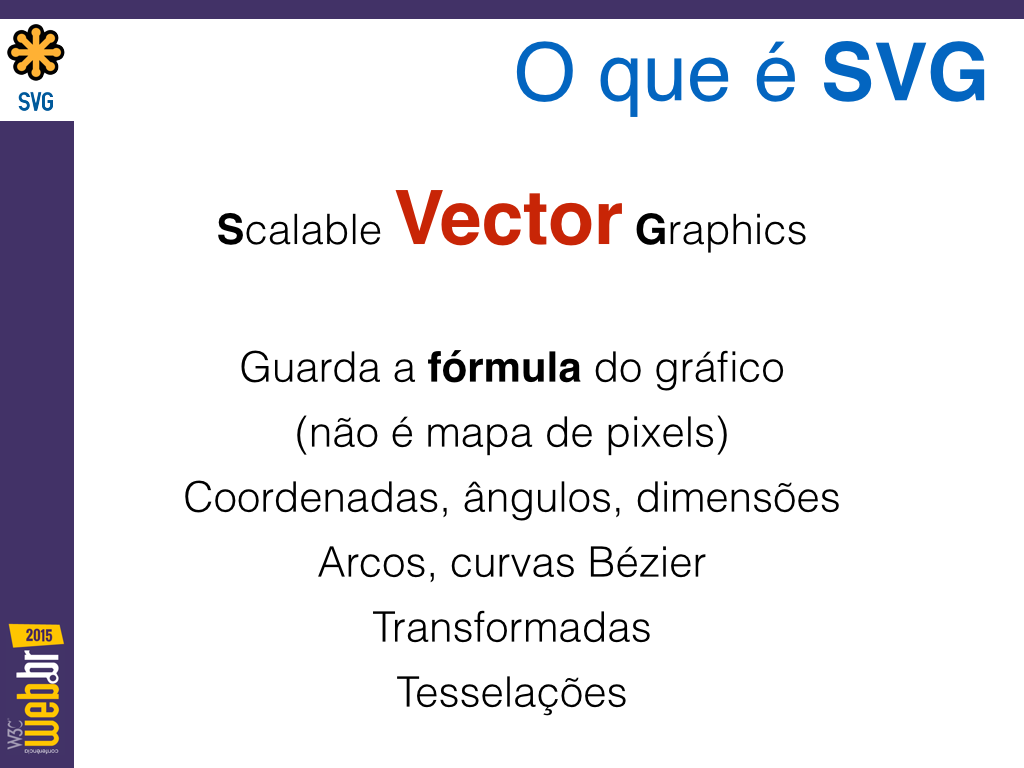 SVG
O que é SVG
Scalable Vector Graphics
Guarda a fórmula do gráfico
(não é mapa de pixels)
Coordenadas, ângulos, dimensões
Arcos, curvas Bézier
Transformadas
Tesselações
2015
W3C
web.br
conferência